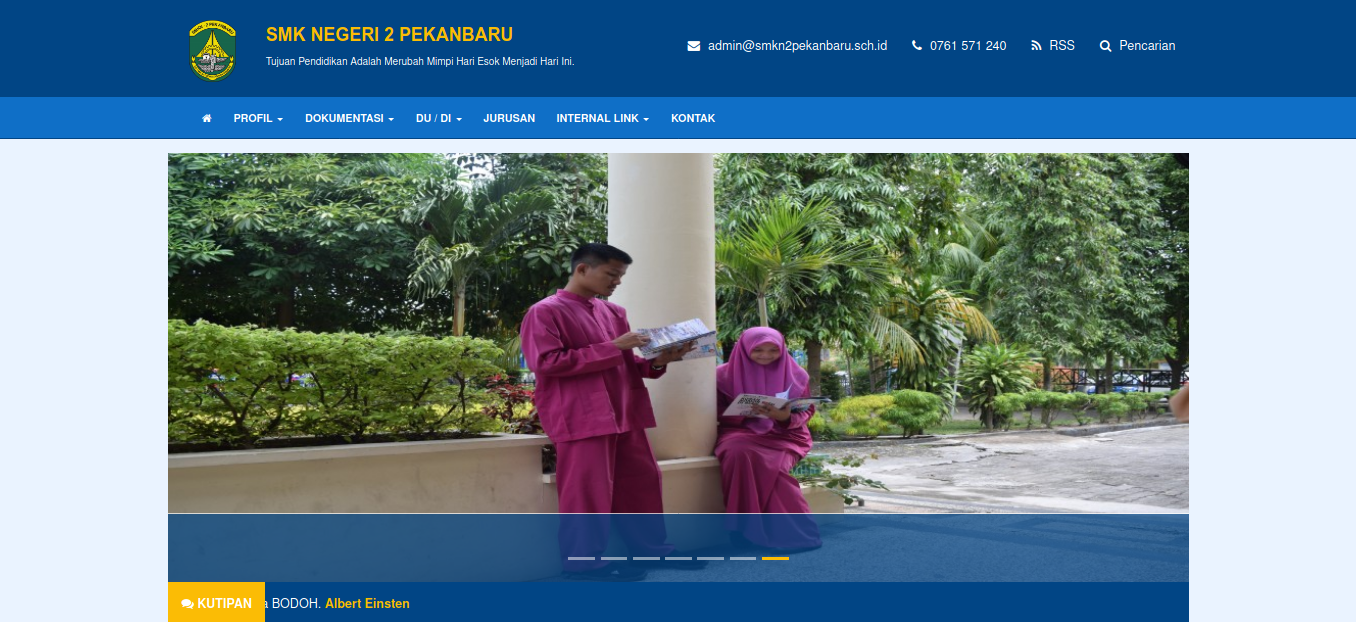 SMK NEGERI 2 PEKANBARU
Tujuan Pendidikan Adalah Merubah Mimpi Hari Esok Menjadi Hari Ini.
admin@smkn2pekanbaru.sch.id 0761 571 240 RSS Pencarian
PROFIL DOKUMENTASI DU / DI JURUSAN INTERNAL LINK KONTAK
KUTIPAN BODOH. Albert Einsten